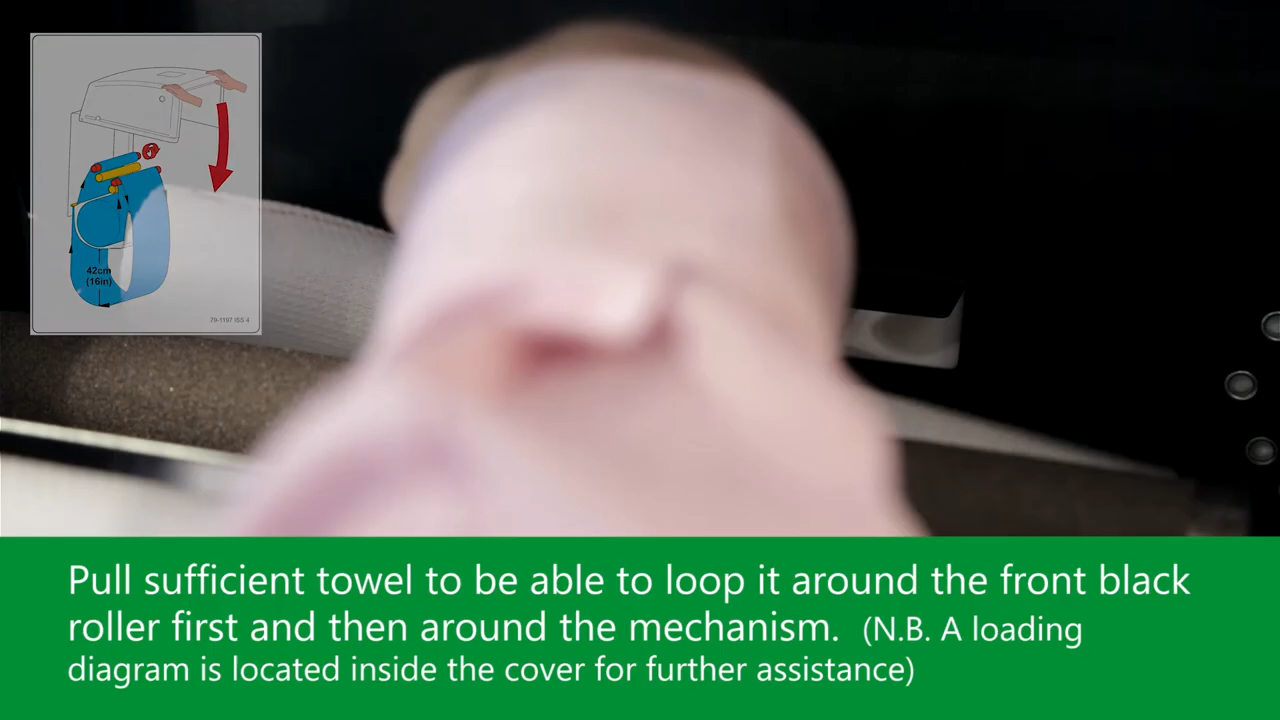 42cm
(16in)
79-1197 ISS 4
Pull sufficient towel to be able to loop it around the front black
roller first and then around the mechanism. (N.B. A loading
diagram is located inside the cover for further assistance)